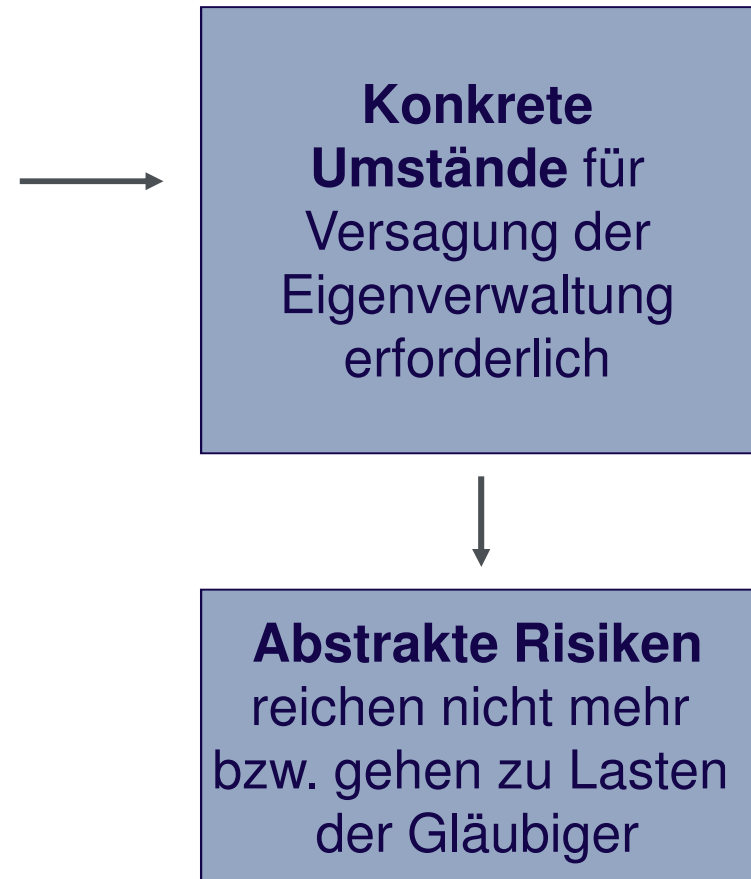 Konkrete
Umstände für
Versagung der
Eigenverwaltung
erforderlich
Abstrakte Risiken
reichen nicht mehr
bzw. gehen zu Lasten
der Gläubiger